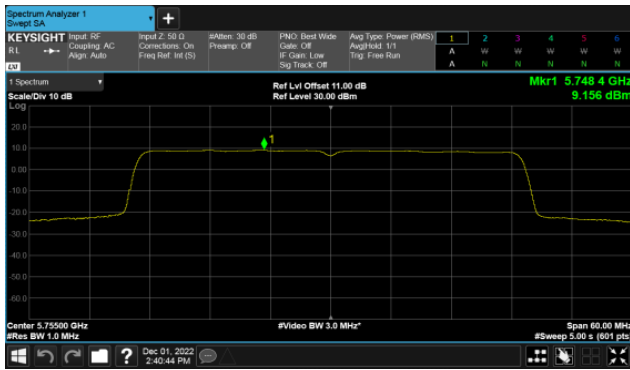 Spectrum Analyzer 1
Swept SA
KEYSIGHT Input: RF Input Z: 50 Ω #Atten: 30 dB PNO: Best Wide Avg Type: Power (RMS) 1 2 3 4 5 6
RL Coupling: AC Corrections: On Preamp: Off Gate: Off Avg|Hold: 1/1 A W W W W W
Align: Auto Freq Ref: Int (S) IF Gain: Low Trig: Free Run
Sig Track: Off A N N N N N
1 Spectrum
Ref Lvl Offset 11.00 dB Mkr1 5.748 4 GHz
Scale/Div 10 dB Ref Level 30.00 dBm 9.156 dBm
Log
20.0
10.0
1
0.00
-10.0
-20.0
-30.0
-40.0
-50.0
-60.0
Center 5.75500 GHz #Video BW 3.0 MHz* Span 60.00 MHz
#Res BW 1.0 MHz #Sweep 5.00 s (601 pts)
? Dec 01, 2022
2:40:44 PM